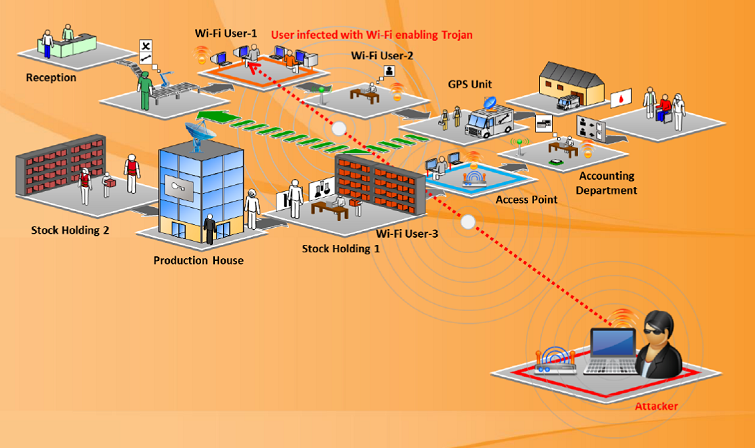 Wi-Fi User-1
User infected with Wi-Fi enabling Trojan
Wi-Fi User-2
Reception
GPS Unit
Accounting
Department
Access Point
Stock Holding 2
Wi-Fi User-3
Stock Holding 1
Production House
Attacker